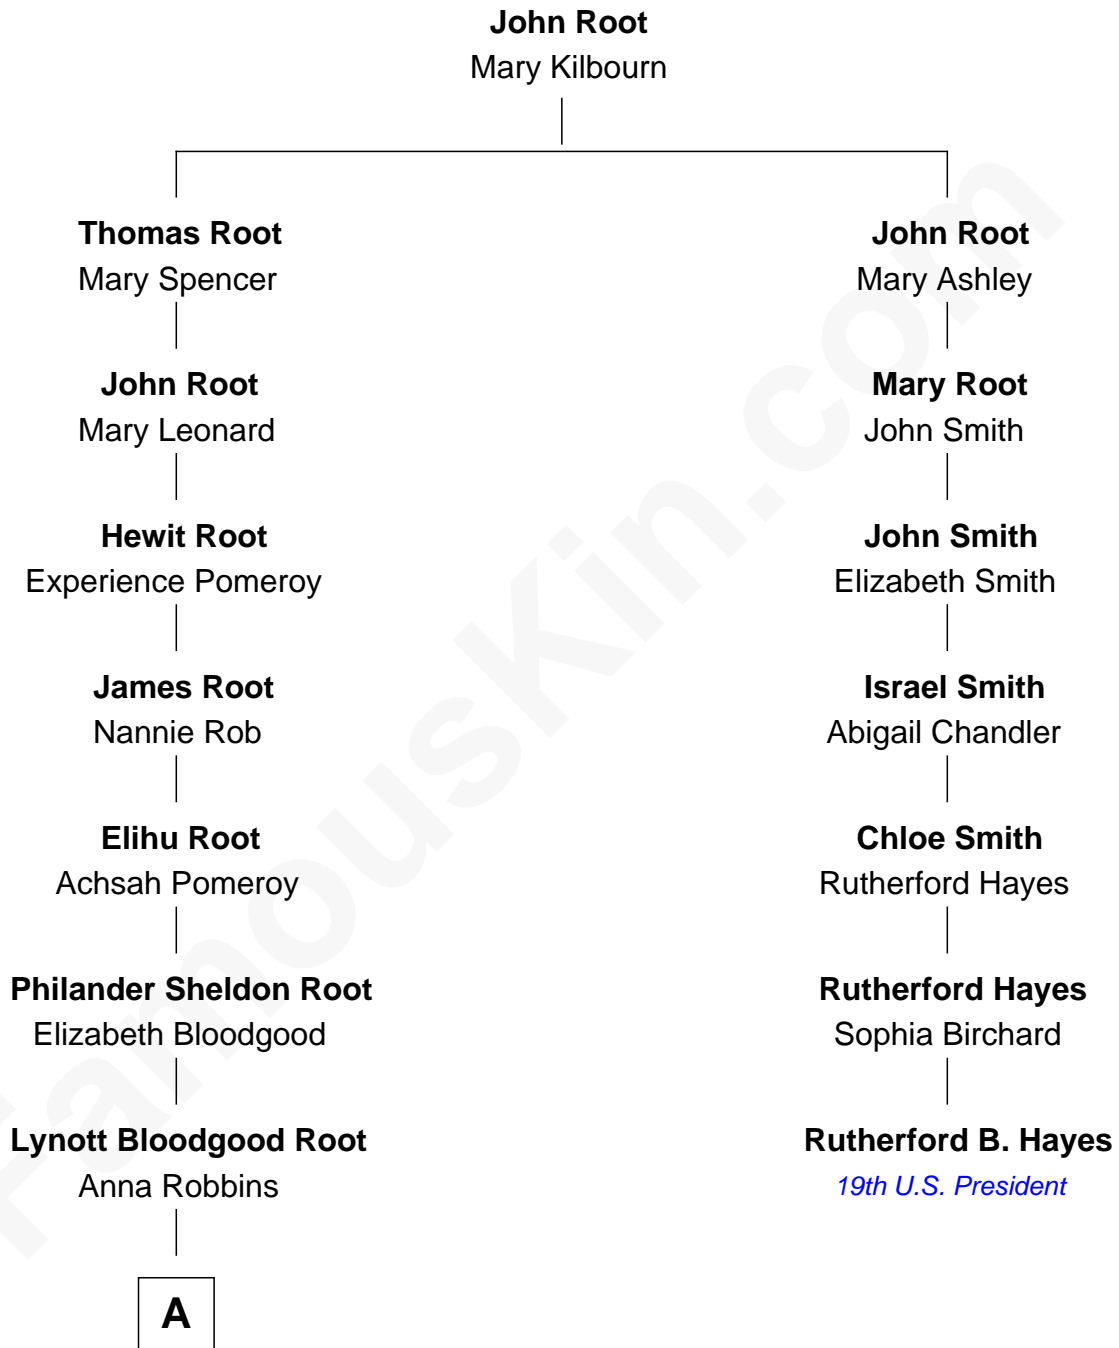 John Root
Mary Kilbourn
Thomas Root
Mary Spencer
John Root
Mary Ashley
John Root
Mary Leonard
Mary Root
John Smith
Hewit Root
Experience Pomeroy
John Smith
Elizabeth Smith
James Root
Nannie Rob
Israel Smith
Abigail Chandler
Elihu Root
Achsah Pomeroy
Chloe Smith
Rutherford Hayes
Philander Sheldon Root
Elizabeth Bloodgood
Rutherford Hayes
Sophia Birchard
Lynott Bloodgood Root
Anna Robbins
Rutherford B. Hayes
19th U.S. President
A
FamousKin.com